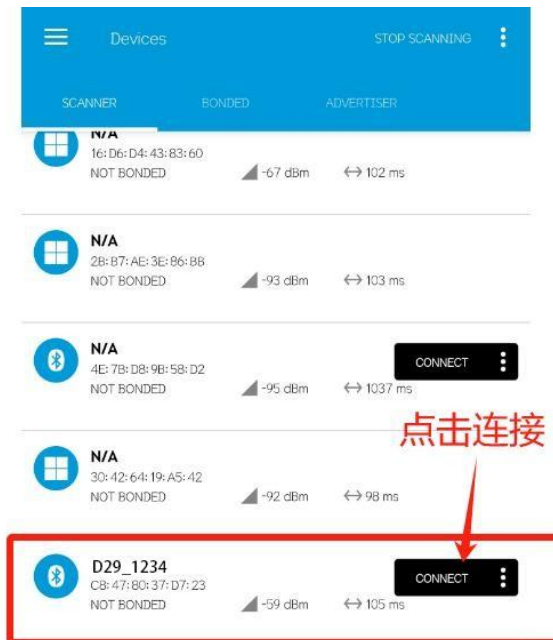 Devices
STOP SCANNING
SCANNER
BONDED
ADVERTISER
N/A
16:D6:D4:43:83:60
NOT BONDED
-67 dBm
102 ms
N/A
2B:B7:AE:3E:86:BB
NOT BONDED
-93 dBm
103 ms
N/A
4E:7B:D8:9B:58:D2
NOT BONDED
-95 dBm
1037 ms
CONNECT
点击连接
N/A
30:42:64:19:A5:42
NOT BONDED
-92 dBm
98 ms
D29_1234
C8:47:80:37:D7:23
NOT BONDED
-59 dBm
105 ms
CONNECT